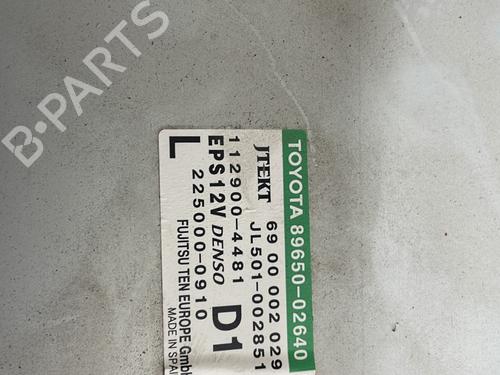 B-PARTS
TOYOTA 89650-02640
JTEKT 69 00 002 029
JL501-002851
112900-4481
EPS12V DENSO D1
225000-0910
L FUJITSU TEN EUROPE GmbH
MADE IN SPAIN